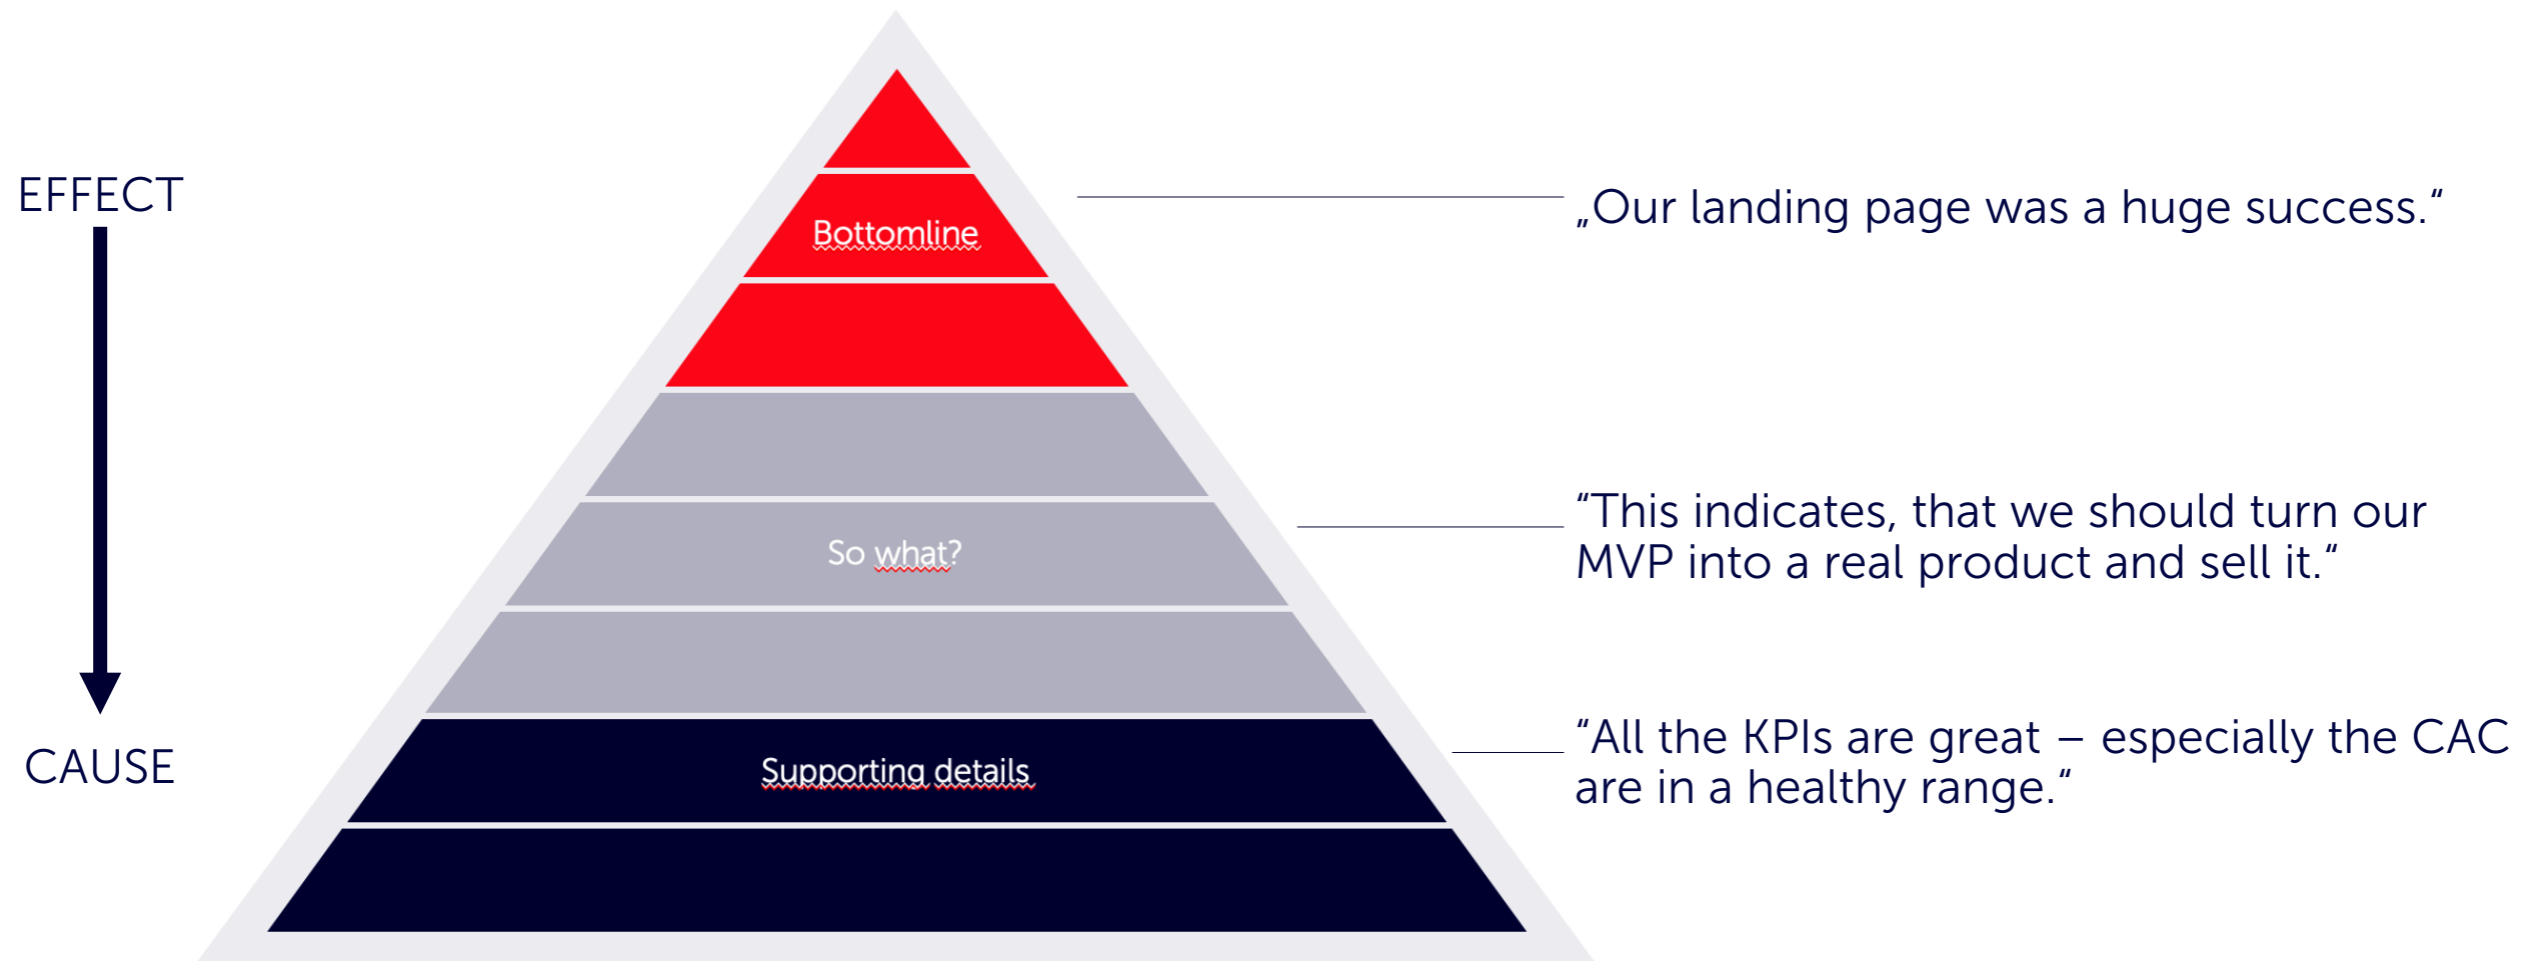 EFFECT
CAUSE
Bottomline
So what?
Supporting details
„Our landing page was a huge success.“
“This indicates, that we should turn our
MVP into a real product and sell it.“
“All the KPIs are great – especially the CAC
are in a healthy range.“